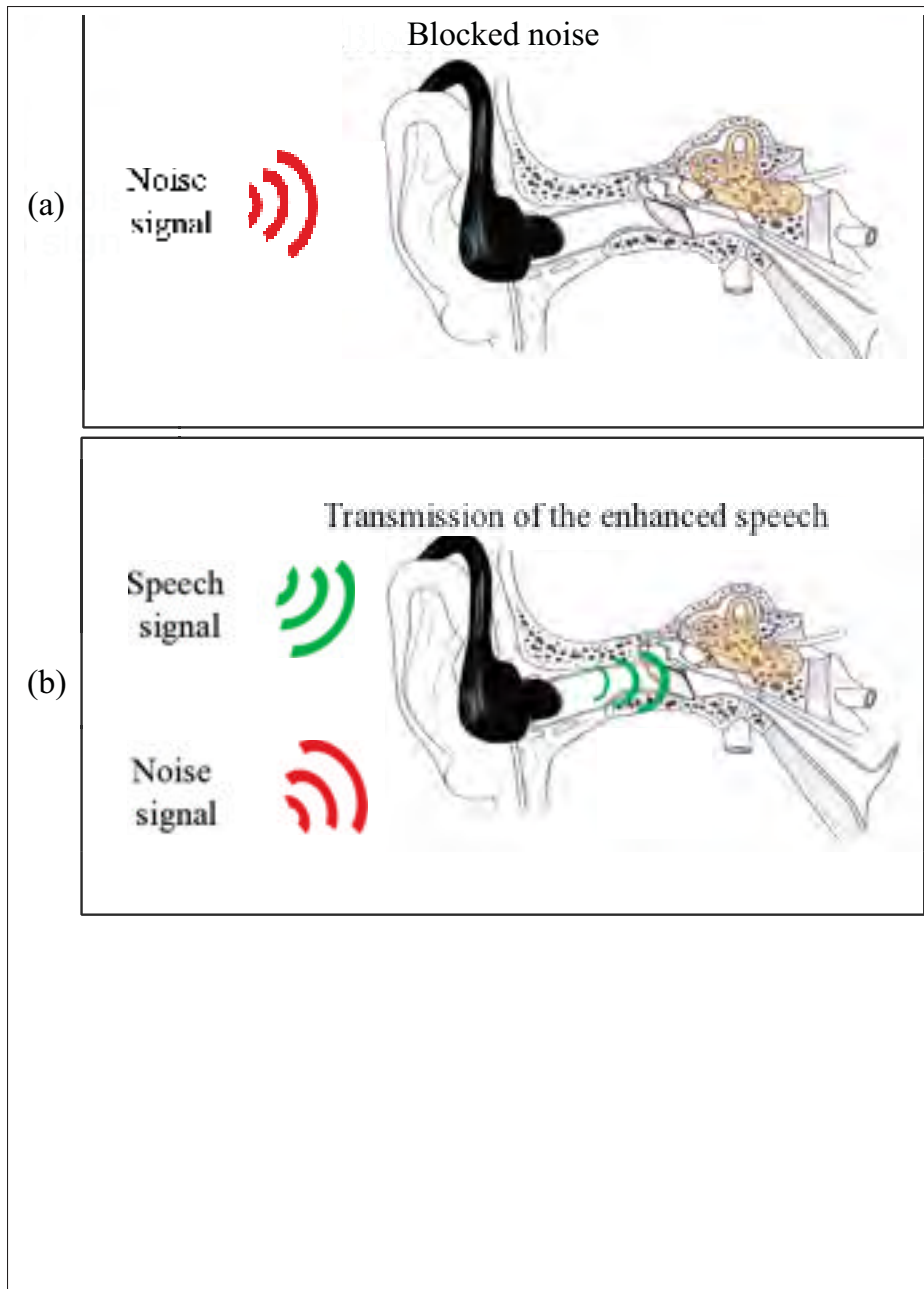 Blocked noise
(a)
Noise
signal
Transmission of the enhanced speech
Speech
signal
(b)
Noise
signal